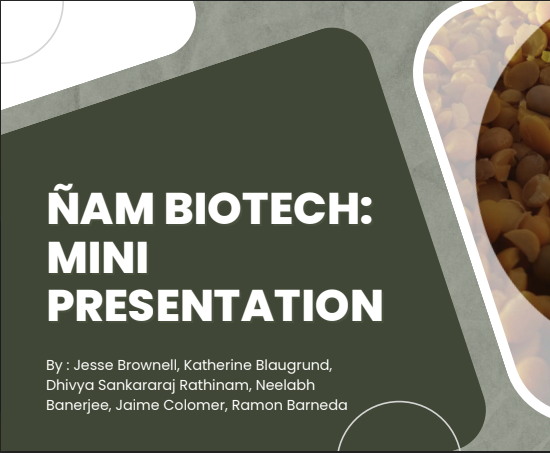 ÑAM BIOTECH:
MINI
PRESENTATION
By : Jesse Brownell, Katherine Blaugrund,
Dhivya Sankararaj Rathinam, Neelabh
Banerjee, Jaime Colomer, Ramon Barneda